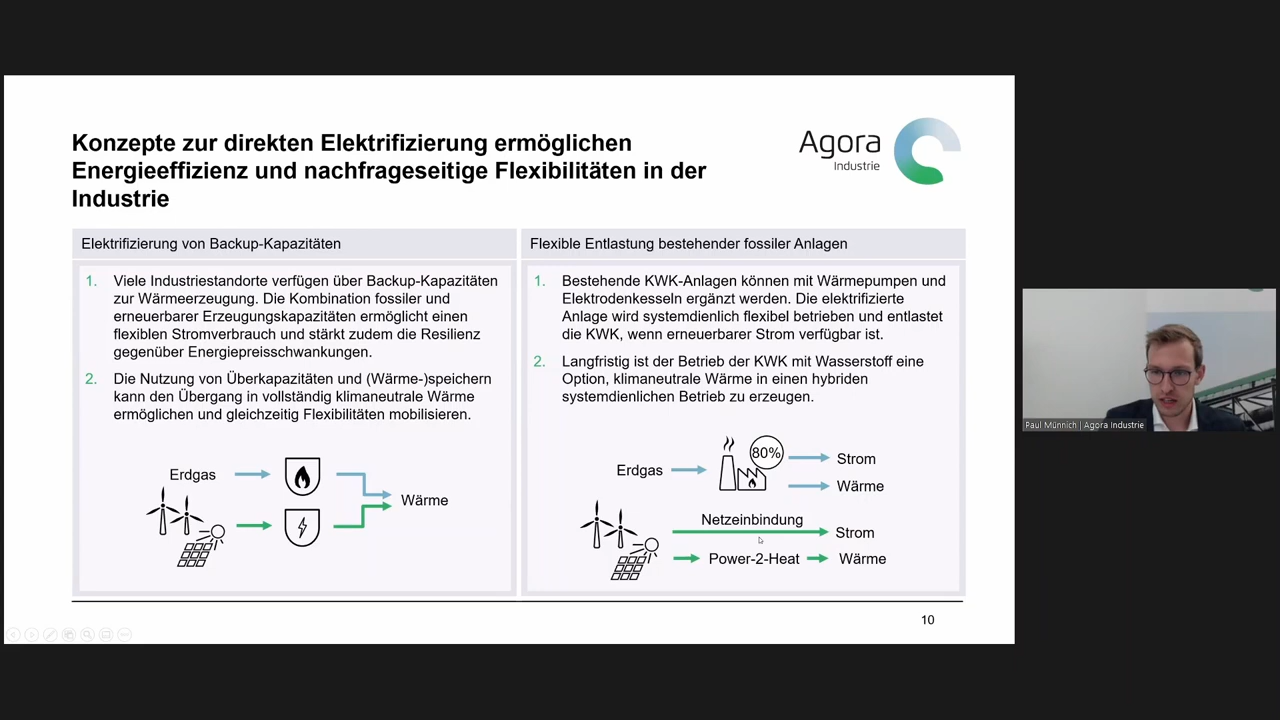 Konzepte zur direkten Elektrifizierung ermöglichen
Energieeffizienz und nachfrageseitige Flexibilitäten in der
Industrie
Agora
Industrie
Elektrifizierung von Backup-Kapazitäten
1. Viele Industriestandorte verfügen über Backup-Kapazitäten
zur Wärmeerzeugung. Die Kombination fossiler und
erneuerbarer Erzeugungskapazitäten ermöglicht einen
flexiblen Stromverbrauch und stärkt zudem die Resilienz
gegenüber Energiepreisschwankungen.
2. Die Nutzung von Überkapazitäten und (Wärme-)speichern
kann den Übergang in vollständig klimaneutrale Wärme
ermöglichen und gleichzeitig Flexibilitäten mobilisieren.
Erdgas
Wärme
Flexible Entlastung bestehender fossiler Anlagen
1. Bestehende KWK-Anlagen können mit Wärmepumpen und
Elektrodenkesseln ergänzt werden. Die elektrifizierte
Anlage wird systemdienlich flexibel betrieben und entlastet
die KWK, wenn erneuerbarer Strom verfügbar ist.
2. Langfristig ist der Betrieb der KWK mit Wasserstoff eine
Option, klimaneutrale Wärme in einen hybriden
systemdienlichen Betrieb zu erzeugen.
Erdgas
80%
Strom
Wärme
Netzeinbindung
Strom
Power-2-Heat
Wärme
10
Paul Münnich | Agora Industrie